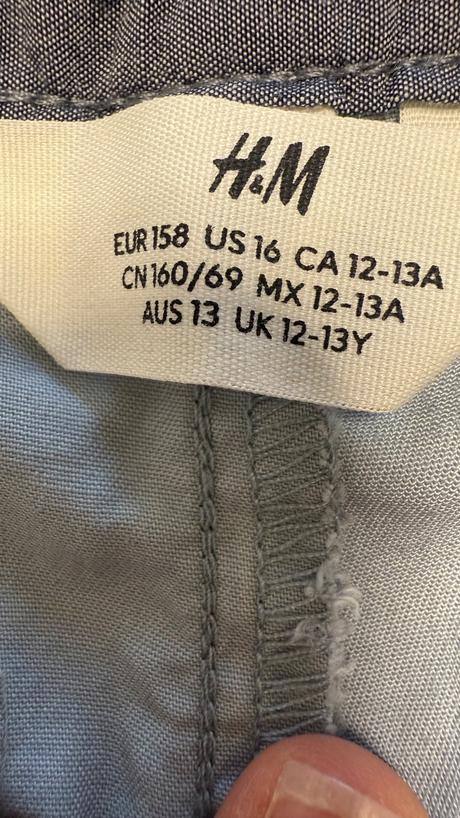 H&M
EUR 158 US 16 CA 12-13A
CN 160/69 MX 12-13A
AUS 13 UK 12-13Y